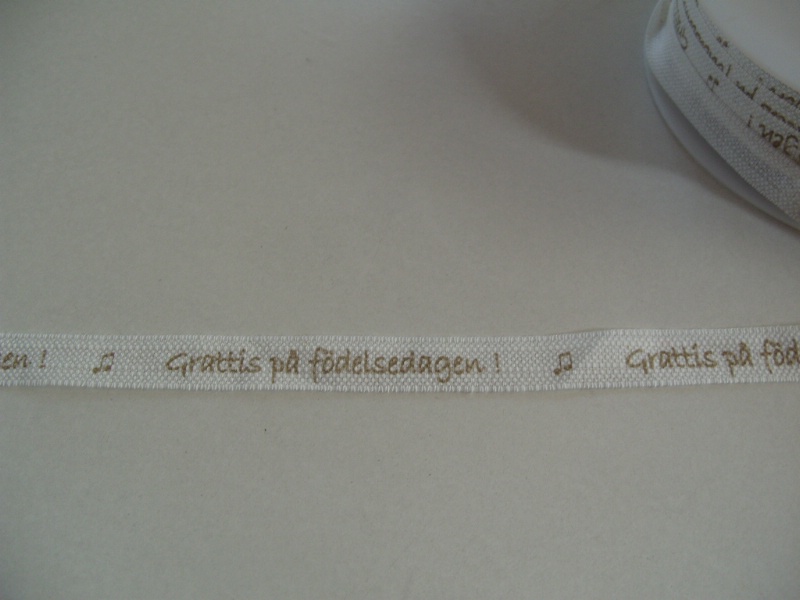 en ! ♫ Grattis på födelsedagen ! ♫ Grattis på föd